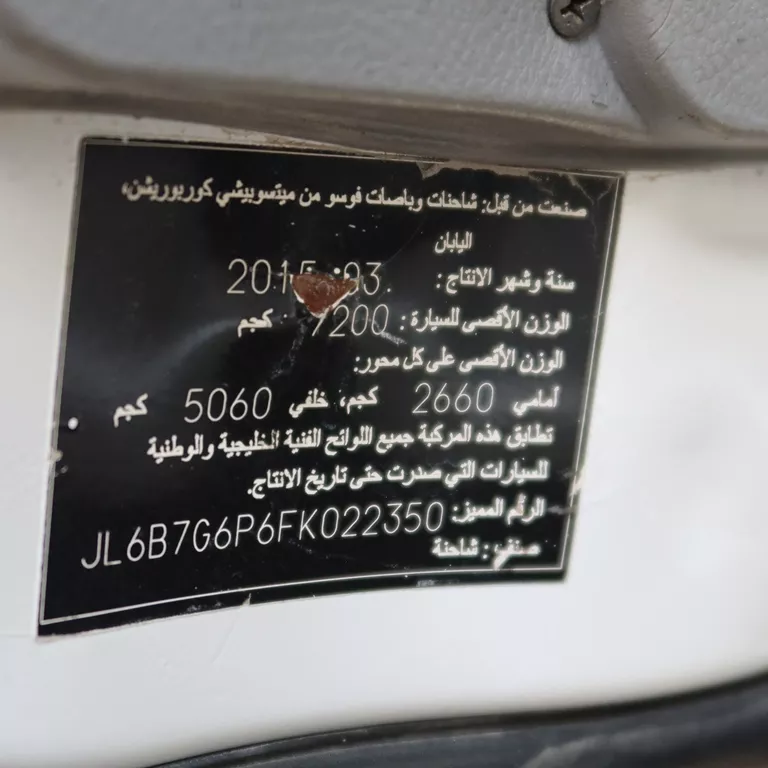 صنعت من قبل: شاحنات وباصات فوسو من ميتسوبيشي كوربوريشن،
اليابان
سنة وشهر الانتاج: 2015 03.
الوزن الأقصى للسيارة: 7200 كجم
الوزن الأقصى على كل محور:
أمامي 2660 كجم، خلفي 5060 كجم
تطابق هذه المركبة جميع اللوائح الفنية الخليجية والوطنية
للسيارات التي صدرت حتى تاريخ الانتاج.
الرقم المميز: JL6B7G6P6FK022350
صنف: شاحنة